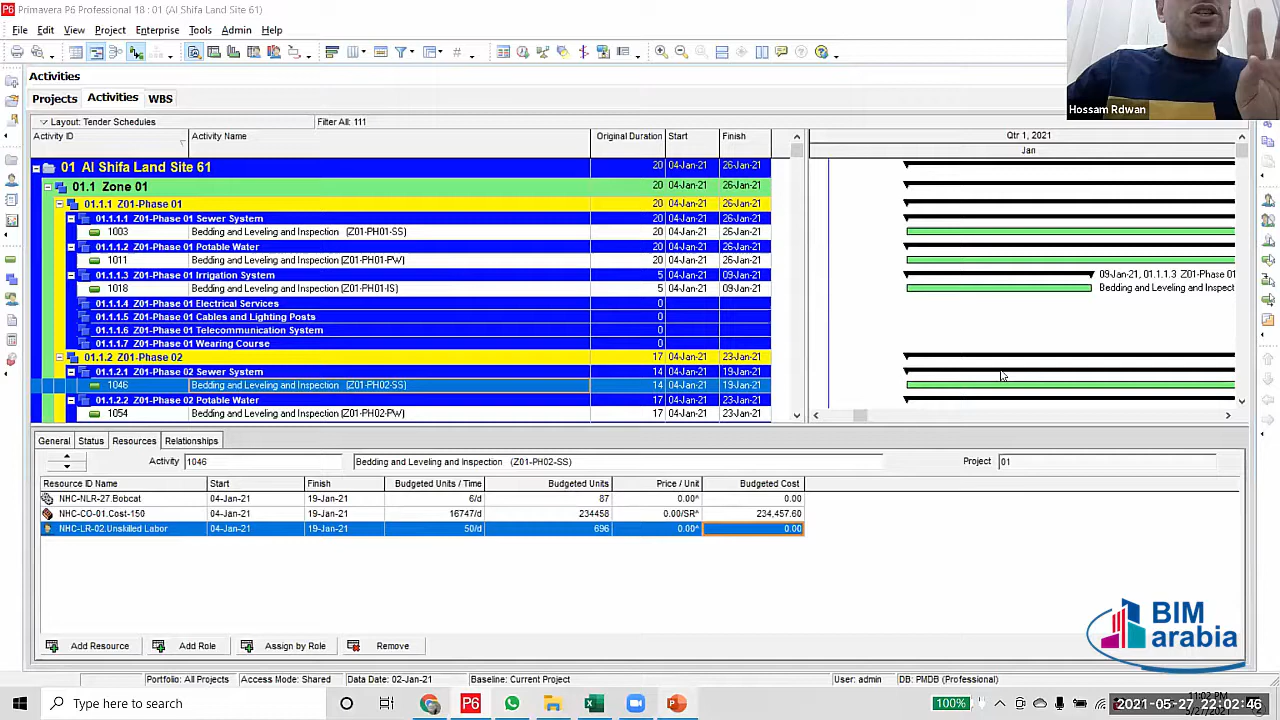 Primavera P6 Professional 18 : 01 (Al Shifa Land Site 61)
File Edit View Project Enterprise Tools Admin Help
Activities
Projects Activities WBS
Layout: Tender Schedules Filter All: 111
Activity ID Activity Name Original Duration Start Finish Qtr 1, 2021
Jan
01 Al Shifa Land Site 61 20 04-Jan-21 26-Jan-21
01.1 Zone 01 20 04-Jan-21 26-Jan-21
01.1.1 Z01-Phase 01 20 04-Jan-21 26-Jan-21
01.1.1.1 Z01-Phase 01 Sewer System 20 04-Jan-21 26-Jan-21
1003 Bedding and Leveling and Inspection (Z01-PH01-SS) 20 04-Jan-21 26-Jan-21
01.1.1.2 Z01-Phase 01 Potable Water 20 04-Jan-21 26-Jan-21
1011 Bedding and Leveling and Inspection (Z01-PH01-PW) 20 04-Jan-21 26-Jan-21
01.1.1.3 Z01-Phase 01 Irrigation System 5 04-Jan-21 09-Jan-21 09-Jan-21, 01.1.1.3 Z01-Phase 01
1018 Bedding and Leveling and Inspection (Z01-PH01-IS) 5 04-Jan-21 09-Jan-21 Bedding and Leveling and Inspect
01.1.1.4 Z01-Phase 01 Electrical Services 0
01.1.1.5 Z01-Phase 01 Cables and Lighting Posts 0
01.1.1.6 Z01-Phase 01 Telecommunication System 0
01.1.1.7 Z01-Phase 01 Wearing Course 0
01.1.2 Z01-Phase 02 17 04-Jan-21 23-Jan-21
01.1.2.1 Z01-Phase 02 Sewer System 14 04-Jan-21 19-Jan-21
1046 Bedding and Leveling and Inspection (Z01-PH02-SS) 14 04-Jan-21 19-Jan-21
01.1.2.2 Z01-Phase 02 Potable Water 17 04-Jan-21 23-Jan-21
1054 Bedding and Leveling and Inspection (Z01-PH02-PW) 17 04-Jan-21 23-Jan-21
Hossam Rdwan
General Status Resources Relationships
Activity 1046 Bedding and Leveling and Inspection (Z01-PH02-SS) Project 01
Resource ID Name Start Finish Budgeted Units / Time Budgeted Units Price / Unit Budgeted Cost
NHC-NLR-27.Bobcat 04-Jan-21 19-Jan-21 6/d 87 0.00^ 0.00
NHC-CO-01.Cost-150 04-Jan-21 19-Jan-21 16747/d 234458 0.00/SR^ 234,457.60
NHC-LR-02.Unskilled Labor 04-Jan-21 19-Jan-21 50/d 696 0.00^ 0.00
BIM
arabia
Add Resource Add Role Assign by Role Remove
Portfolio: All Projects Access Mode: Shared Data Date: 02-Jan-21 Baseline: Current Project User: admin DB: PMDB (Professional)
Type here to search 100% 2021-05-27 22:02:46